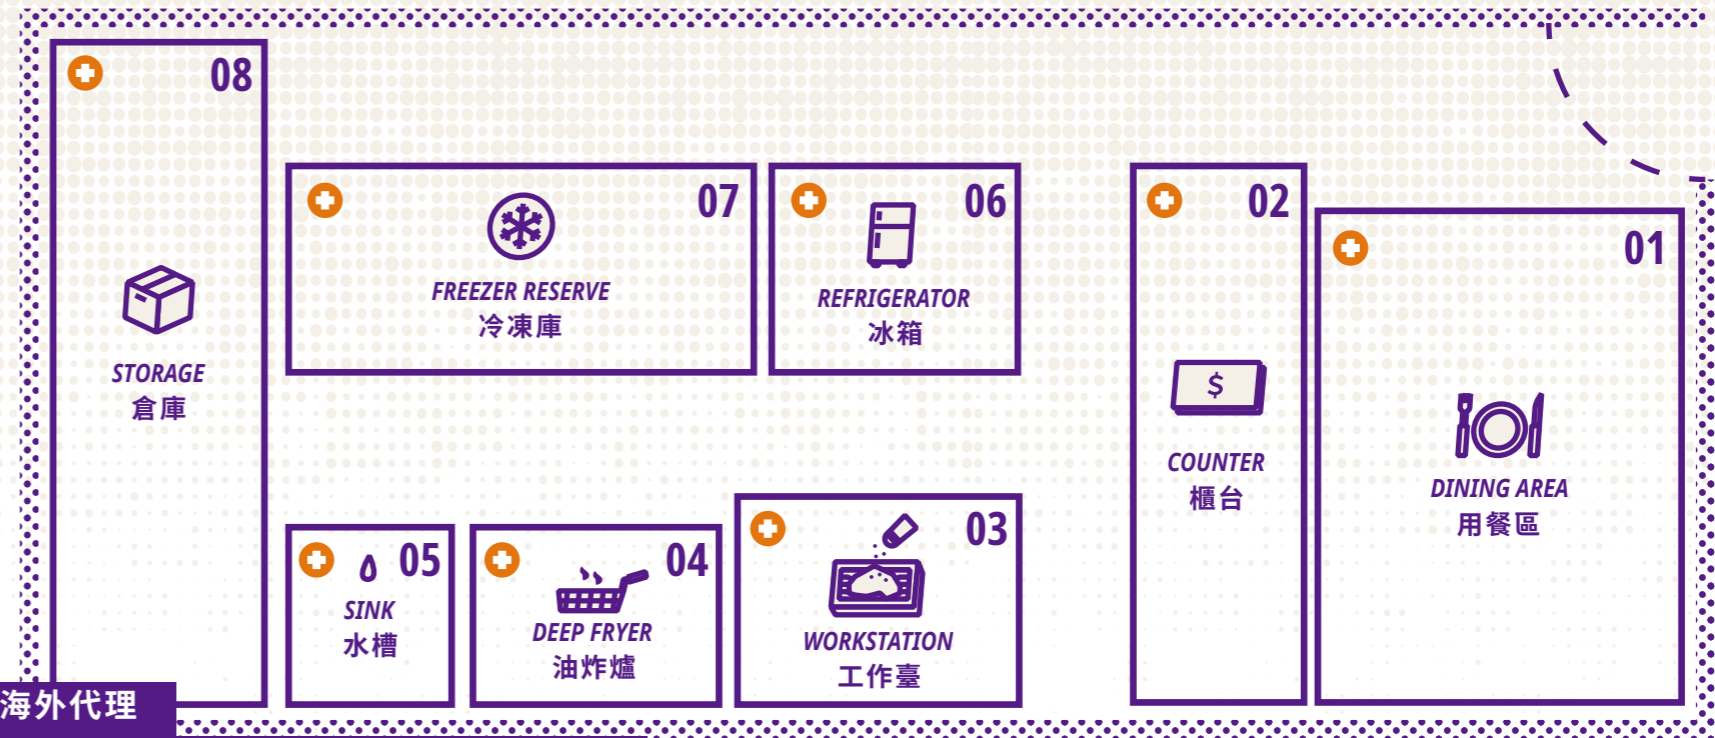 08
STORAGE
倉庫
07
FREEZER RESERVE
冷凍庫
06
REFRIGERATOR
冰箱
02
$
COUNTER
櫃台
01
DINING AREA
用餐區
05
SINK
水槽
04
DEEP FRYER
油炸爐
03
WORKSTATION
工作臺
海外代理